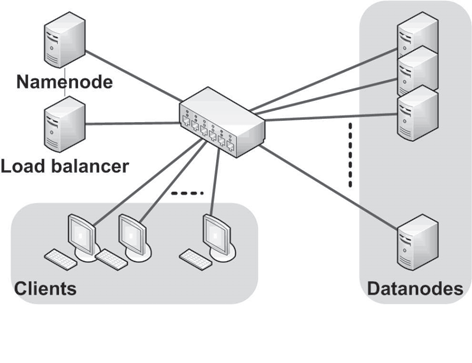 Namenode
Load balancer
Clients
Datanodes